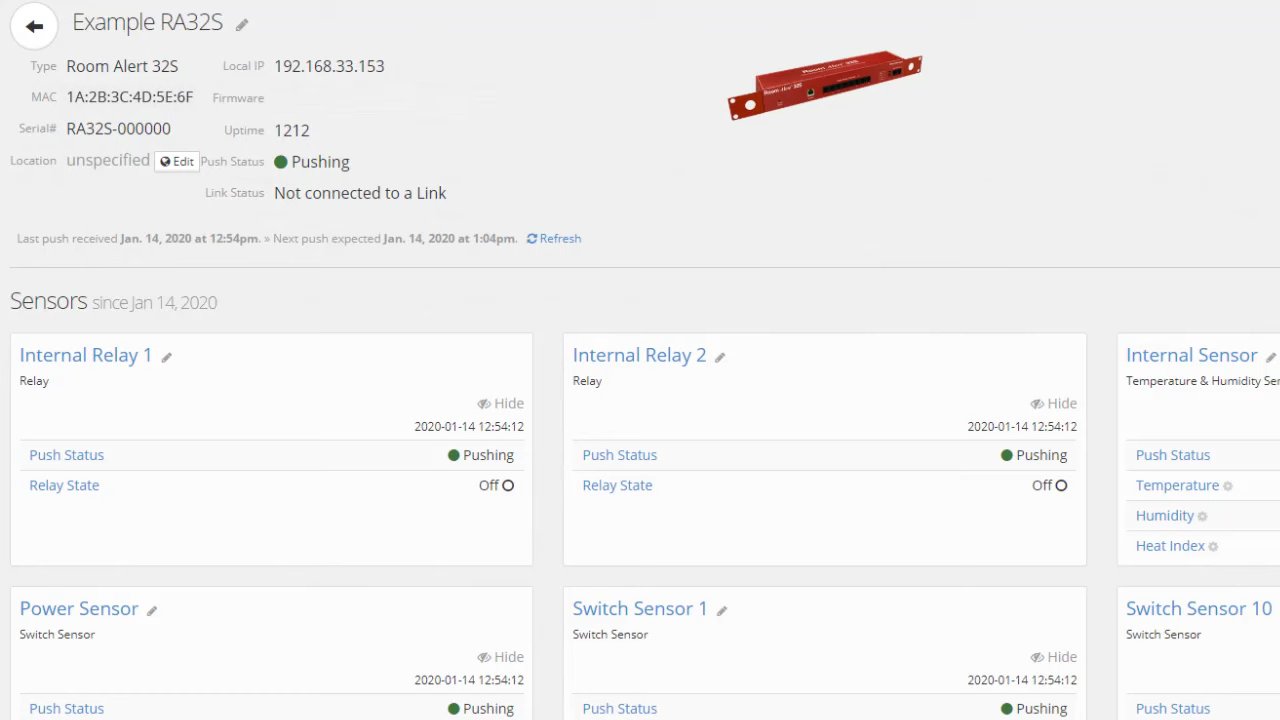 Example RA32S
Type Room Alert 32S Local IP 192.168.33.153
MAC 1A:2B:3C:4D:5E:6F Firmware
Serial# RA32S-000000 Uptime 1212
Location unspecified Edit Push Status Pushing
Link Status Not connected to a Link
Last push received Jan. 14, 2020 at 12:54pm. » Next push expected Jan. 14, 2020 at 1:04pm. Refresh
Sensors since Jan 14, 2020
Internal Relay 1
Relay
Hide
2020-01-14 12:54:12
Push Status Pushing
Relay State Off
Internal Relay 2
Relay
Hide
2020-01-14 12:54:12
Push Status Pushing
Relay State Off
Internal Sensor
Temperature & Humidity Ser
Push Status
Temperature
Humidity
Heat Index
Power Sensor
Switch Sensor
Hide
2020-01-14 12:54:12
Push Status Pushing
Switch Sensor 1
Switch Sensor
Hide
2020-01-14 12:54:12
Push Status Pushing
Switch Sensor 10
Switch Sensor
Push Status